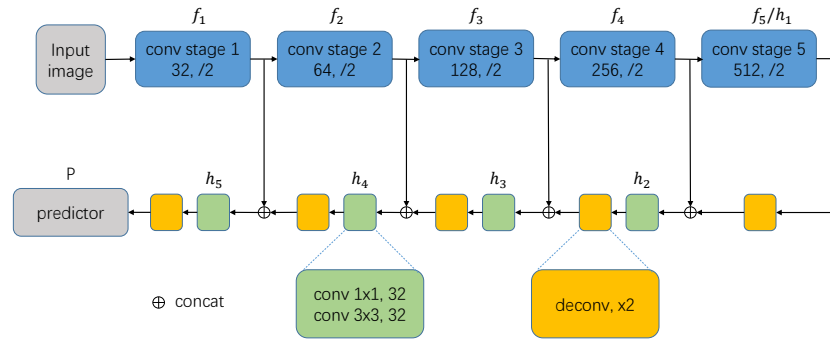 f₁
f₂
f₃
f₄
f₅/h₁
Input
image
conv stage 1
32, /2
conv stage 2
64, /2
conv stage 3
128, /2
conv stage 4
256, /2
conv stage 5
512, /2
P
h₅
h₄
h₃
h₂
predictor
⊕ concat
conv 1x1, 32
conv 3x3, 32
deconv, x2